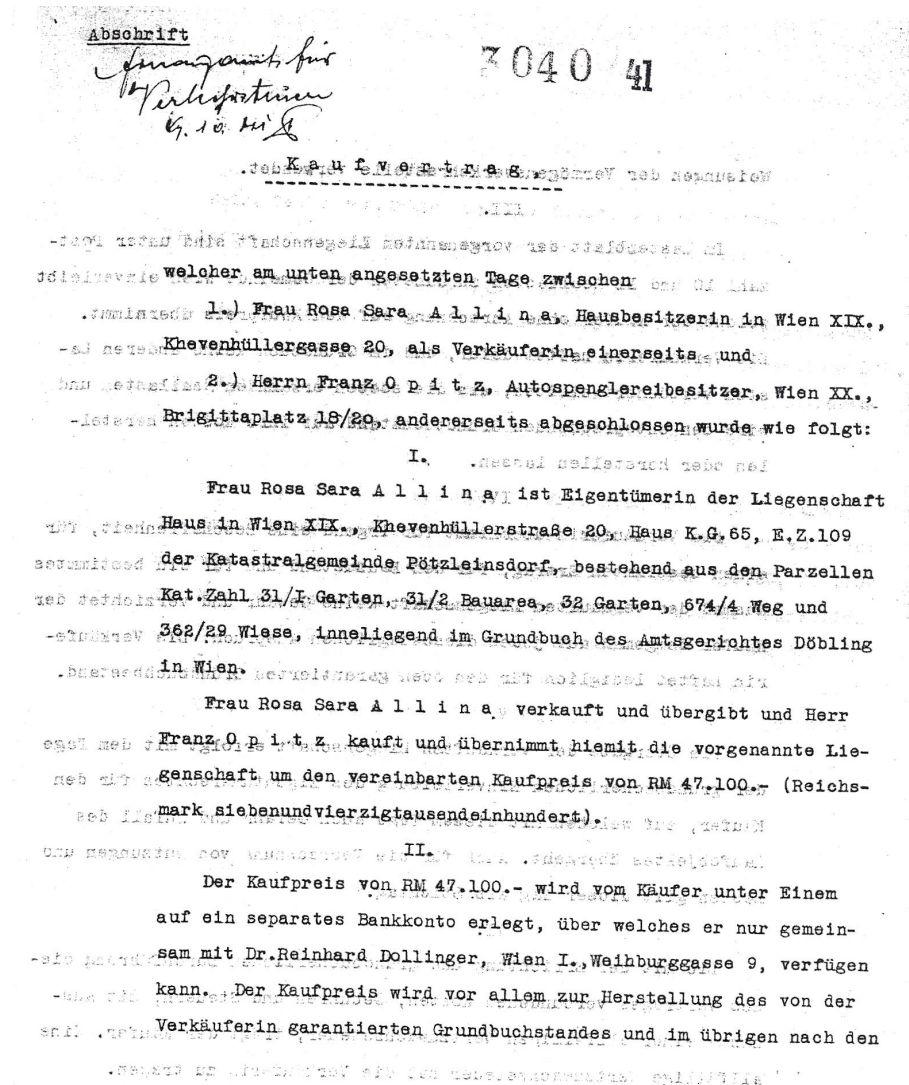 Abschrift
3040 41
Finanzamt für
Verkehrsteuern
Kaufvertrag.
welcher am unten angesetzten Tage zwischen
1.) Frau Rosa Sara A l l i n a, Hausbesitzerin in Wien XIX.,
Khevenhüllergasse 20, als Verkäuferin einerseits und
2.) Herrn Franz O p i t z, Autospenglereibesitzer, Wien XX.,
Brigittaplatz 18/20, andererseits abgeschlossen wurde wie folgt:
I.
Frau Rosa Sara A l l i n a ist Eigentümerin der Liegenschaft
Haus in Wien XIX., Khevenhüllerstraße 20, Haus K.G.65, E.Z.109
der Katastralgemeinde Pötzleinsdorf, bestehend aus den Parzellen
Kat.Zahl 31/I Garten, 31/2 Bauarea, 32 Garten, 674/4 Weg und
362/29 Wiese, inneliegend im Grundbuch des Amtsgerichtes Döbling
in Wien.
Frau Rosa Sara A l l i n a verkauft und übergibt und Herr
Franz O p i t z kauft und übernimmt hiemit die vorgenannte Lie-
genschaft um den vereinbarten Kaufpreis von RM 47.100.- (Reichs-
mark siebenundvierzigtausendeinhundert).
II.
Der Kaufpreis von RM 47.100.- wird vom Käufer unter Einem
auf ein separates Bankkonto erlegt, über welches er nur gemein-
sam mit Dr.Reinhard Dollinger, Wien I.,Weihburggasse 9, verfügen
kann. Der Kaufpreis wird vor allem zur Herstellung des von der
Verkäuferin garantierten Grundbuchstandes und im übrigen nach den